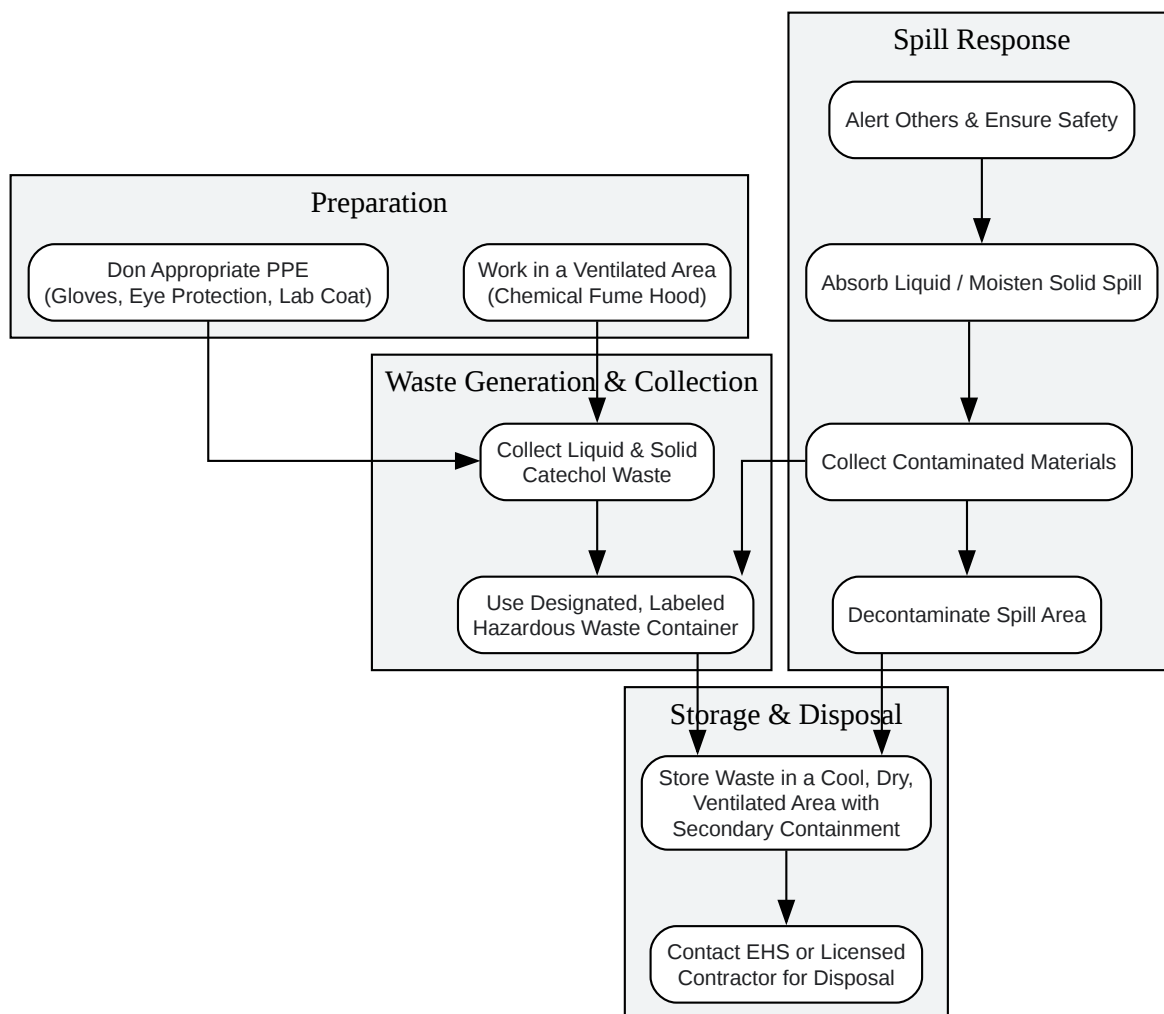 Preparation
Don Appropriate PPE
(Gloves, Eye Protection, Lab Coat)
Work in a Ventilated Area
(Chemical Fume Hood)
Waste Generation & Collection
Collect Liquid & Solid
Catechol Waste
Use Designated, Labeled
Hazardous Waste Container
Spill Response
Alert Others & Ensure Safety
Absorb Liquid / Moisten Solid Spill
Collect Contaminated Materials
Decontaminate Spill Area
Storage & Disposal
Store Waste in a Cool, Dry,
Ventilated Area with
Secondary Containment
Contact EHS or Licensed
Contractor for Disposal